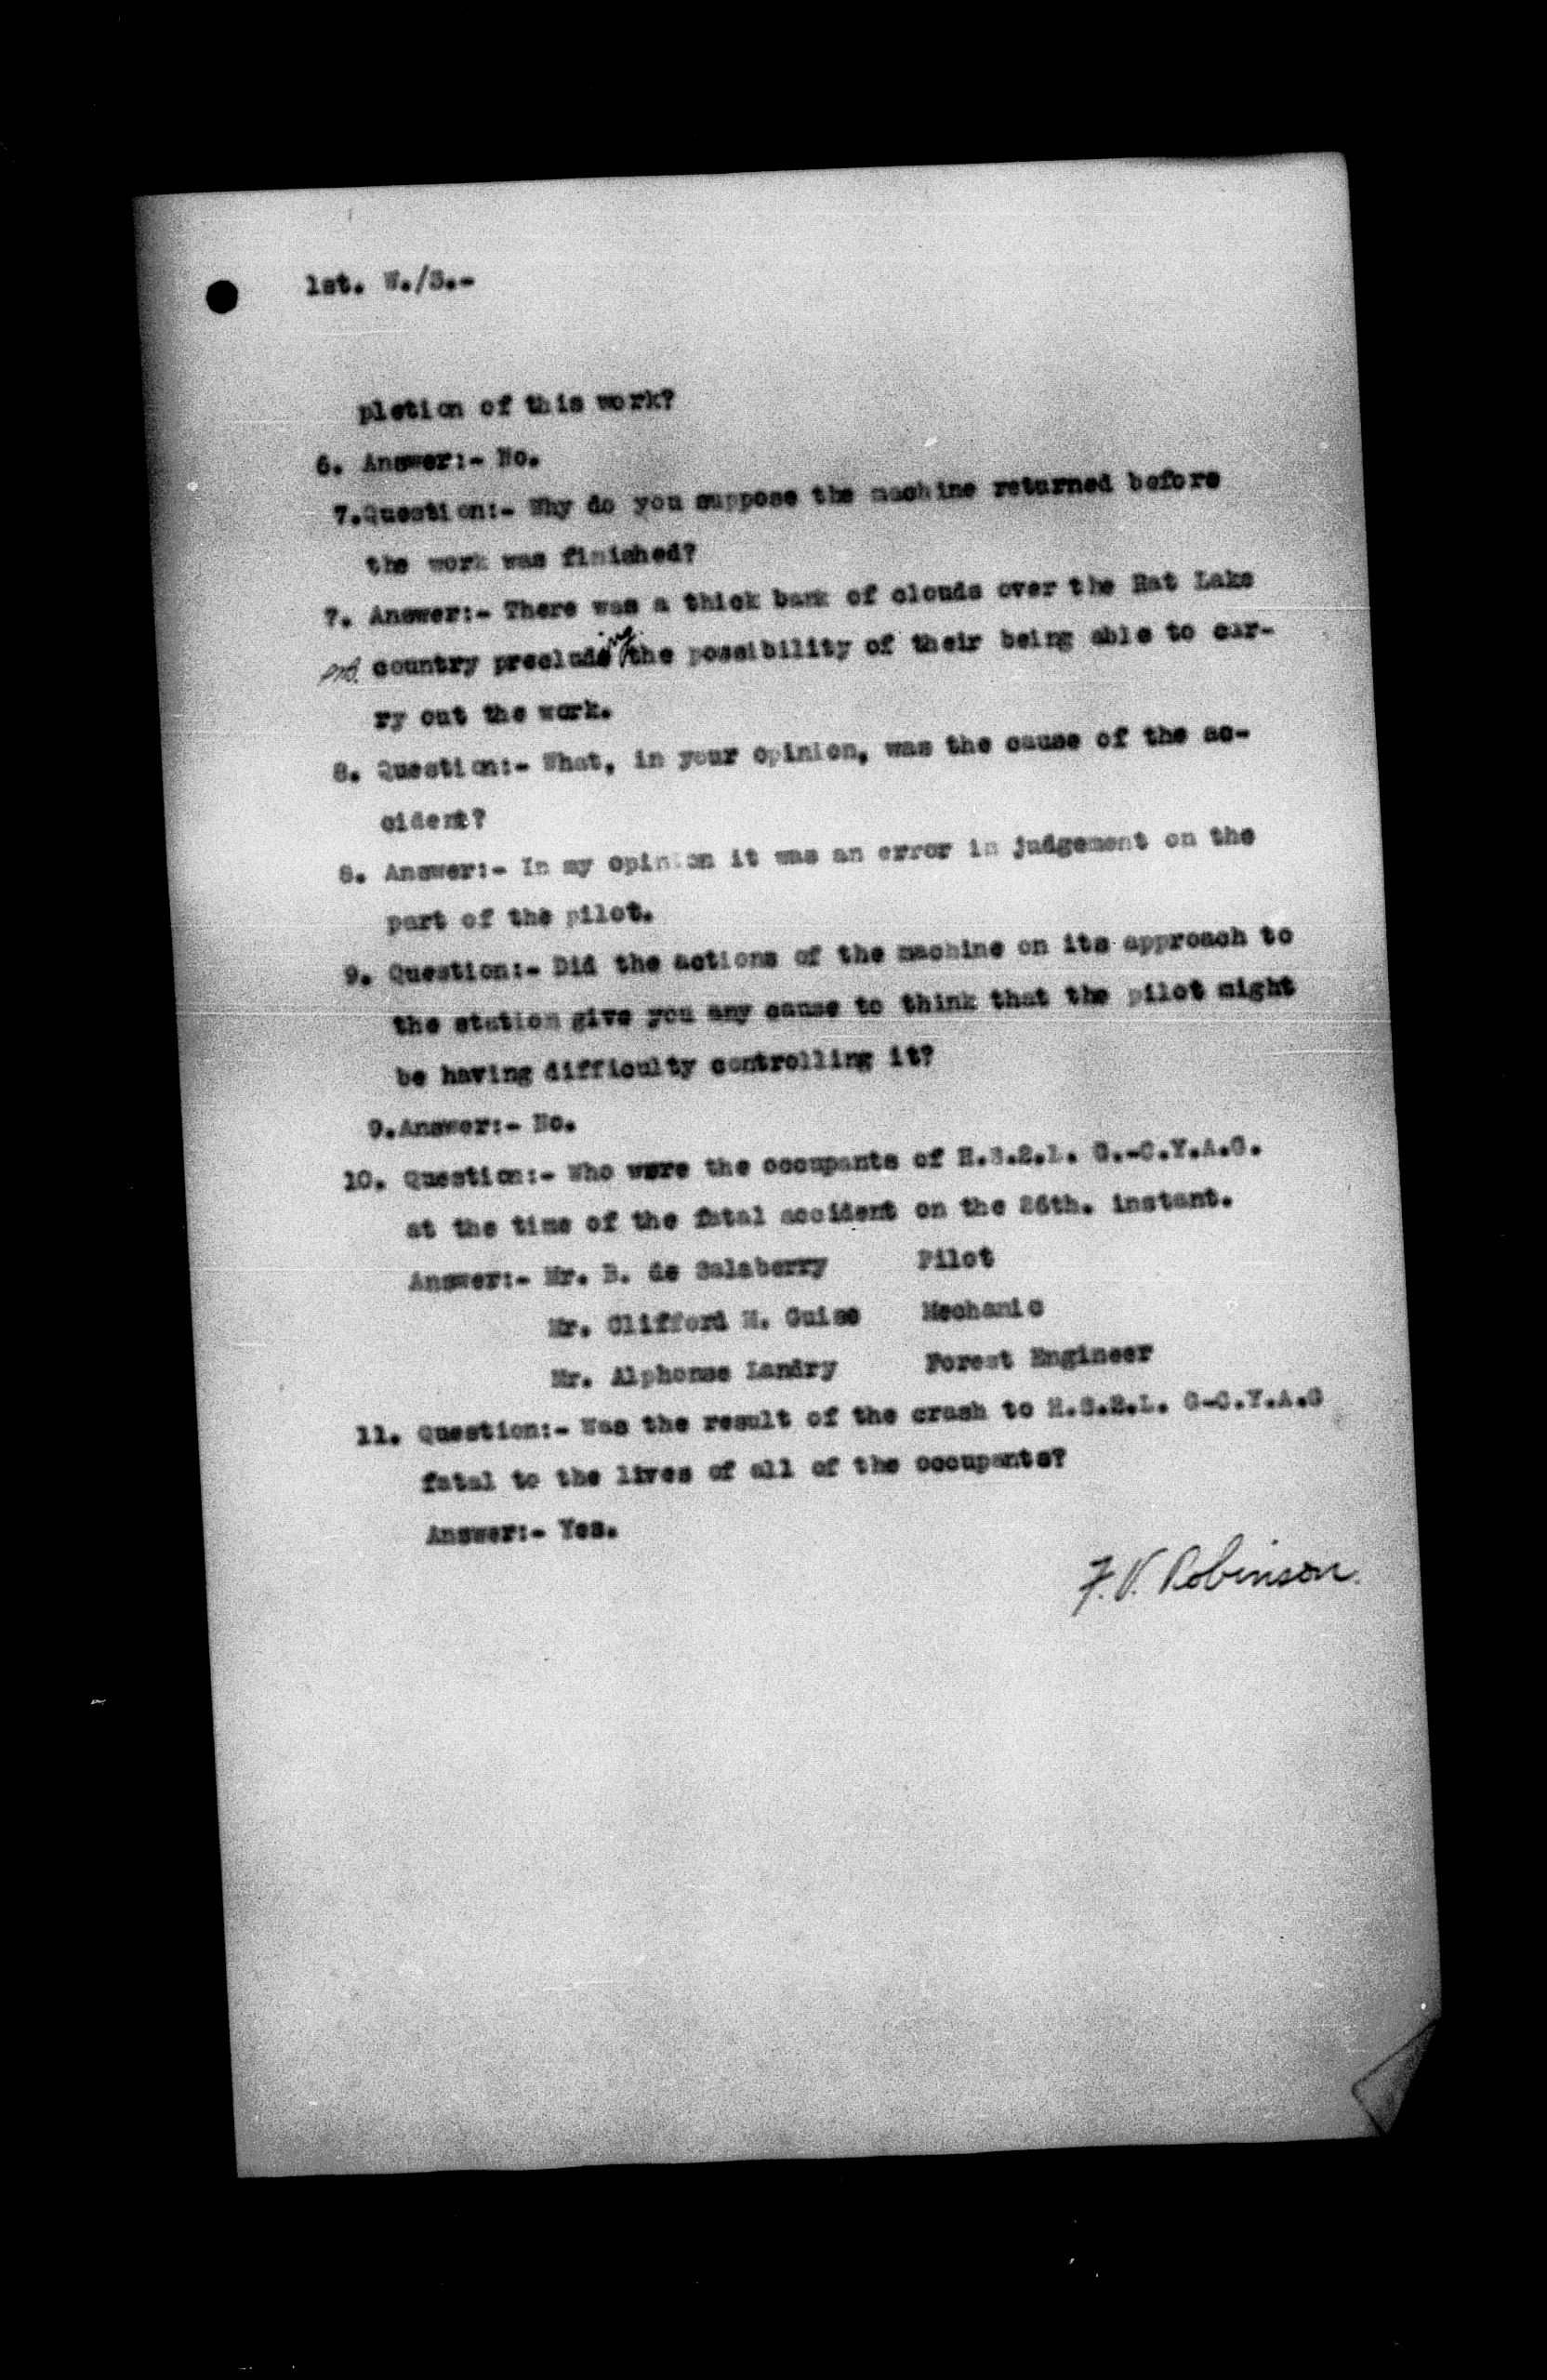 1st. W./S.-
pletion of this work?
6. Answer:- No.
7.Question:- Why do you suppose the machine returned before
the work was finished?
7. Answer:- There was a thick bank of clouds over the Rat Lake
country precluding the possibility of their being able to car-
ry out the work.
8. Question:- What, in your opinion, was the cause of the ac-
cident?
8. Answer:- In my opinion it was an error in judgement on the
part of the pilot.
9. Question:- Did the actions of the machine on its approach to
the station give you any cause to think that the pilot might
be having difficulty controlling it?
9.Answer:- No.
10. Question:- Who were the occupants of H.S.2.L. G.-C.Y.A.G.
at the time of the fatal accident on the 26th. instant.
Answer:- Mr. B. de Salaberry Pilot
Mr. Clifford M. Guise Mechanic
Mr. Alphonse Landry Forest Engineer
11. Question:- Was the result of the crash to H.S.2.L. G-C.Y.A.G
fatal to the lives of all of the occupants?
Answer:- Yes.
F.V. Robinson.